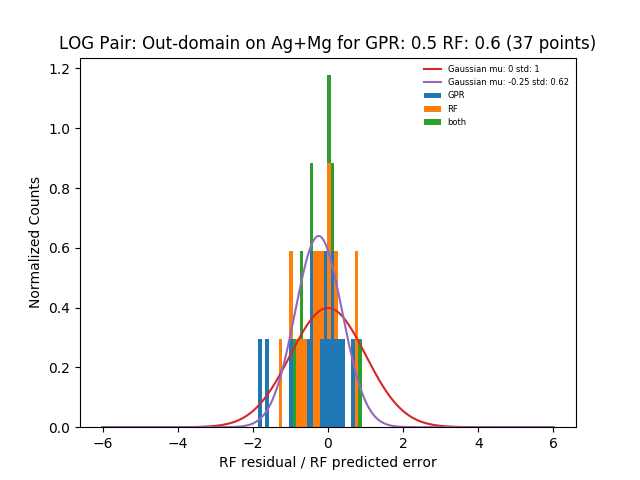 LOG Pair: Out-domain on Ag+Mg for GPR: 0.5 RF: 0.6 (37 points)
1.2
1.0
0.8
0.6
0.4
0.2
0.0
Normalized Counts
Gaussian mu: 0 std: 1
Gaussian mu: -0.25 std: 0.62
GPR
RF
both
−6 −4 −2 0 2 4 6
RF residual / RF predicted error